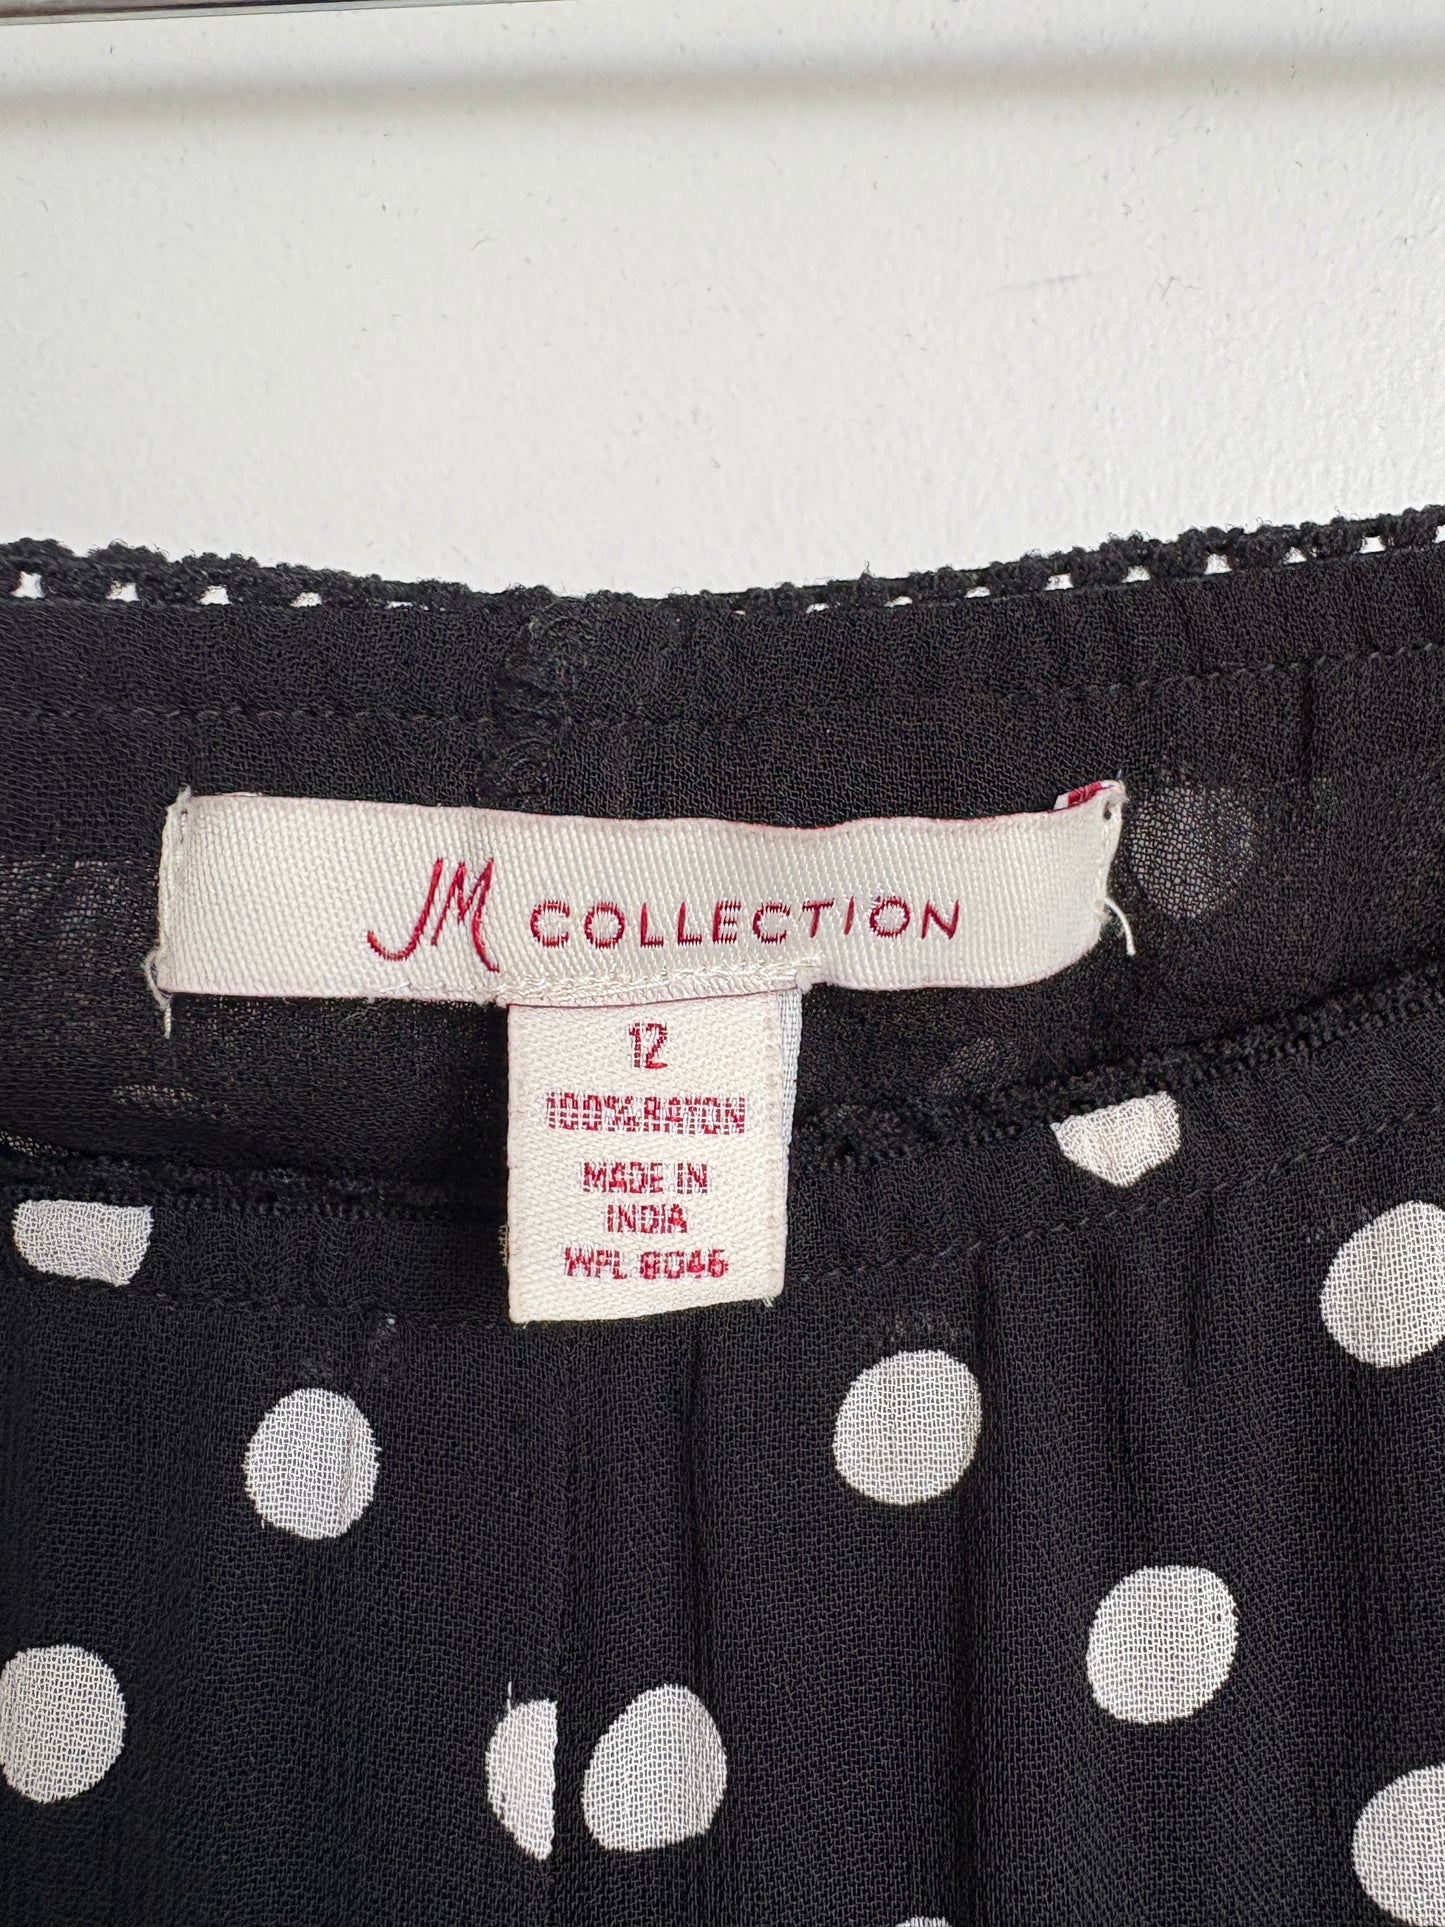 JM COLLECTION
12
100% RAYON
MADE IN
INDIA
WPL 8046